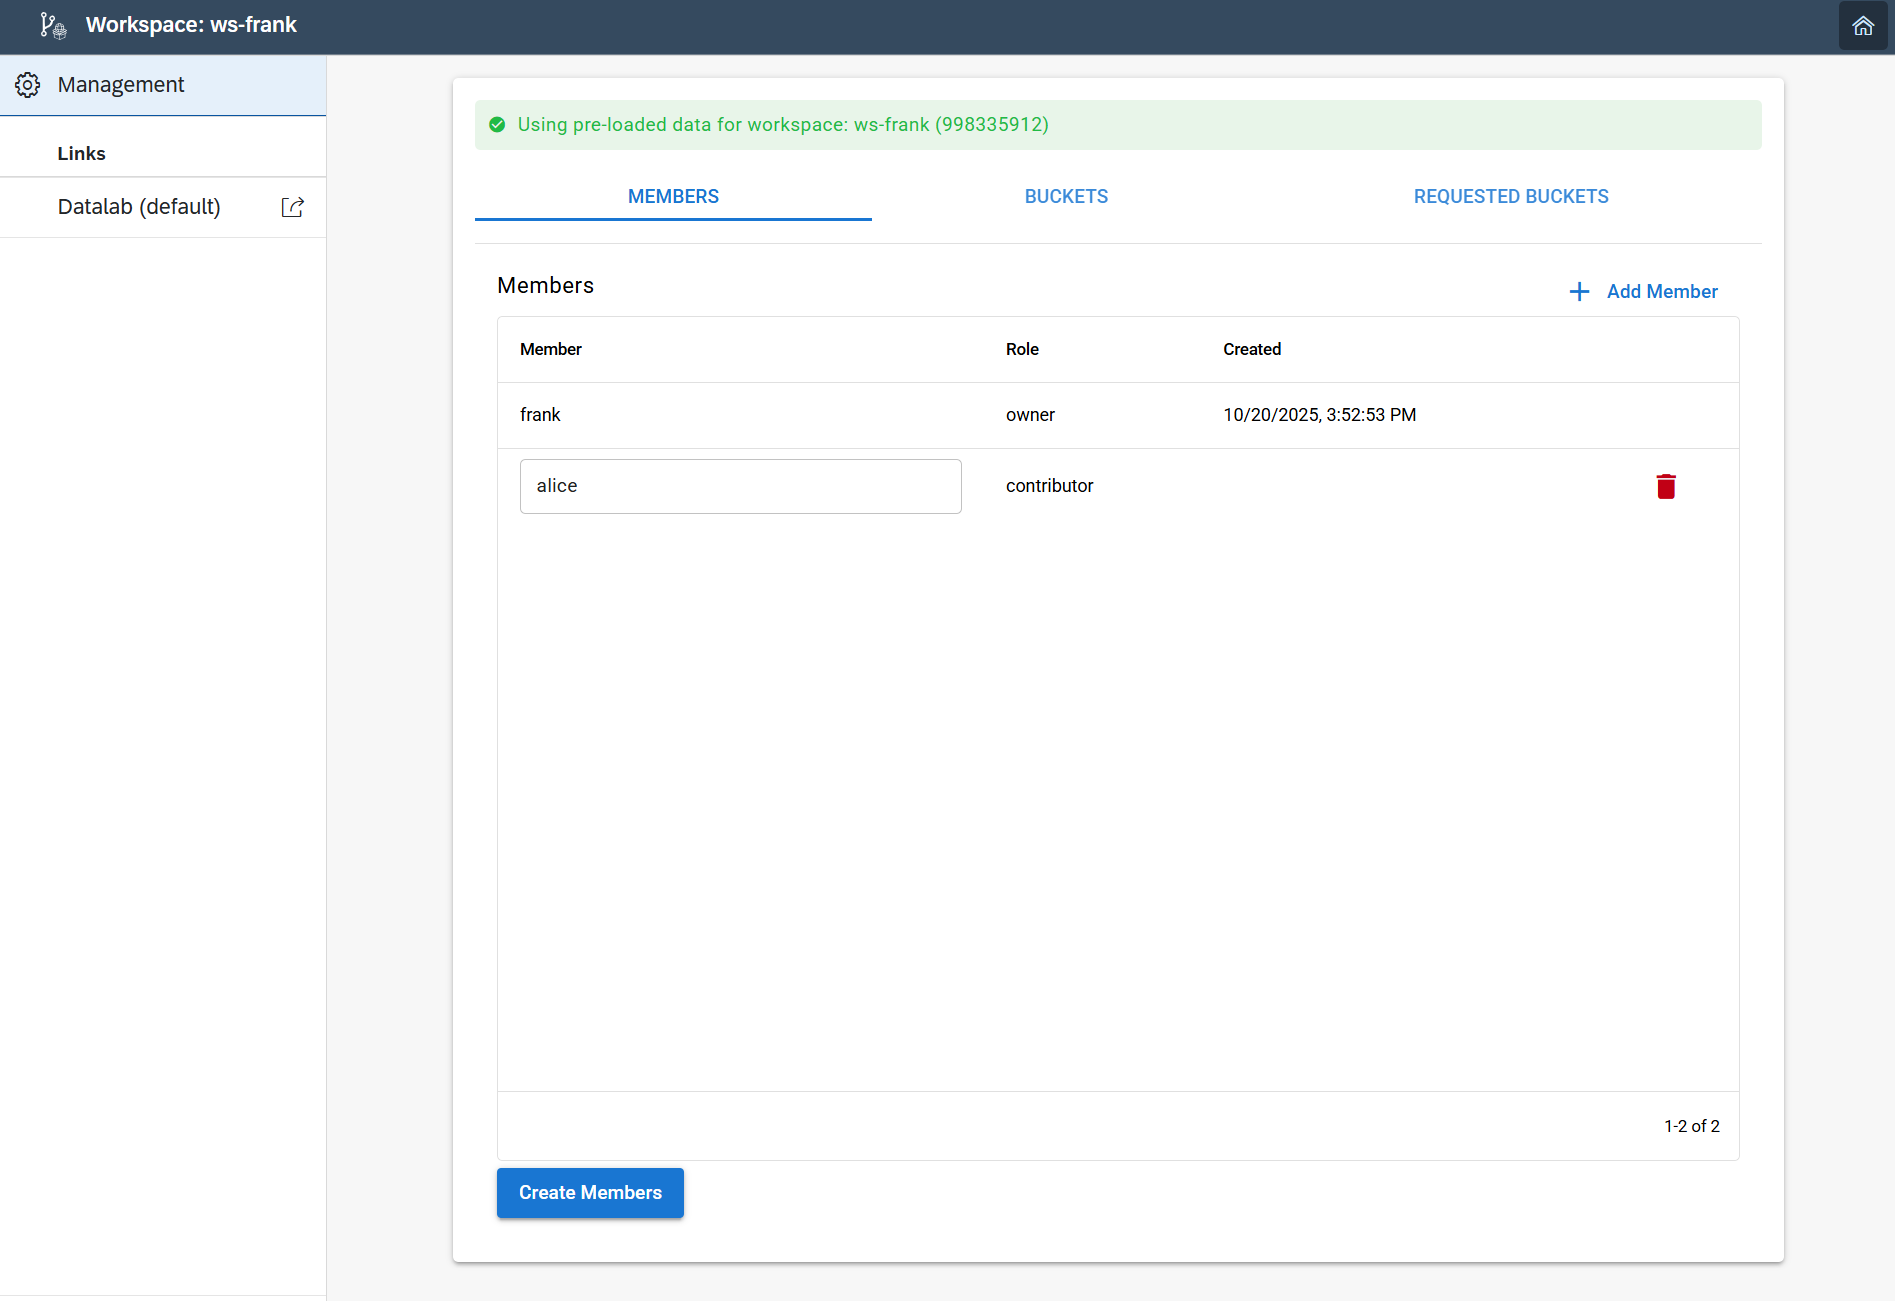 Workspace: ws-frank
Management
Links
Datalab (default)
Using pre-loaded data for workspace: ws-frank (998335912)
MEMBERS BUCKETS REQUESTED BUCKETS
Members
Add Member
Member Role Created
frank owner 10/20/2025, 3:52:53 PM
alice contributor
1-2 of 2
Create Members